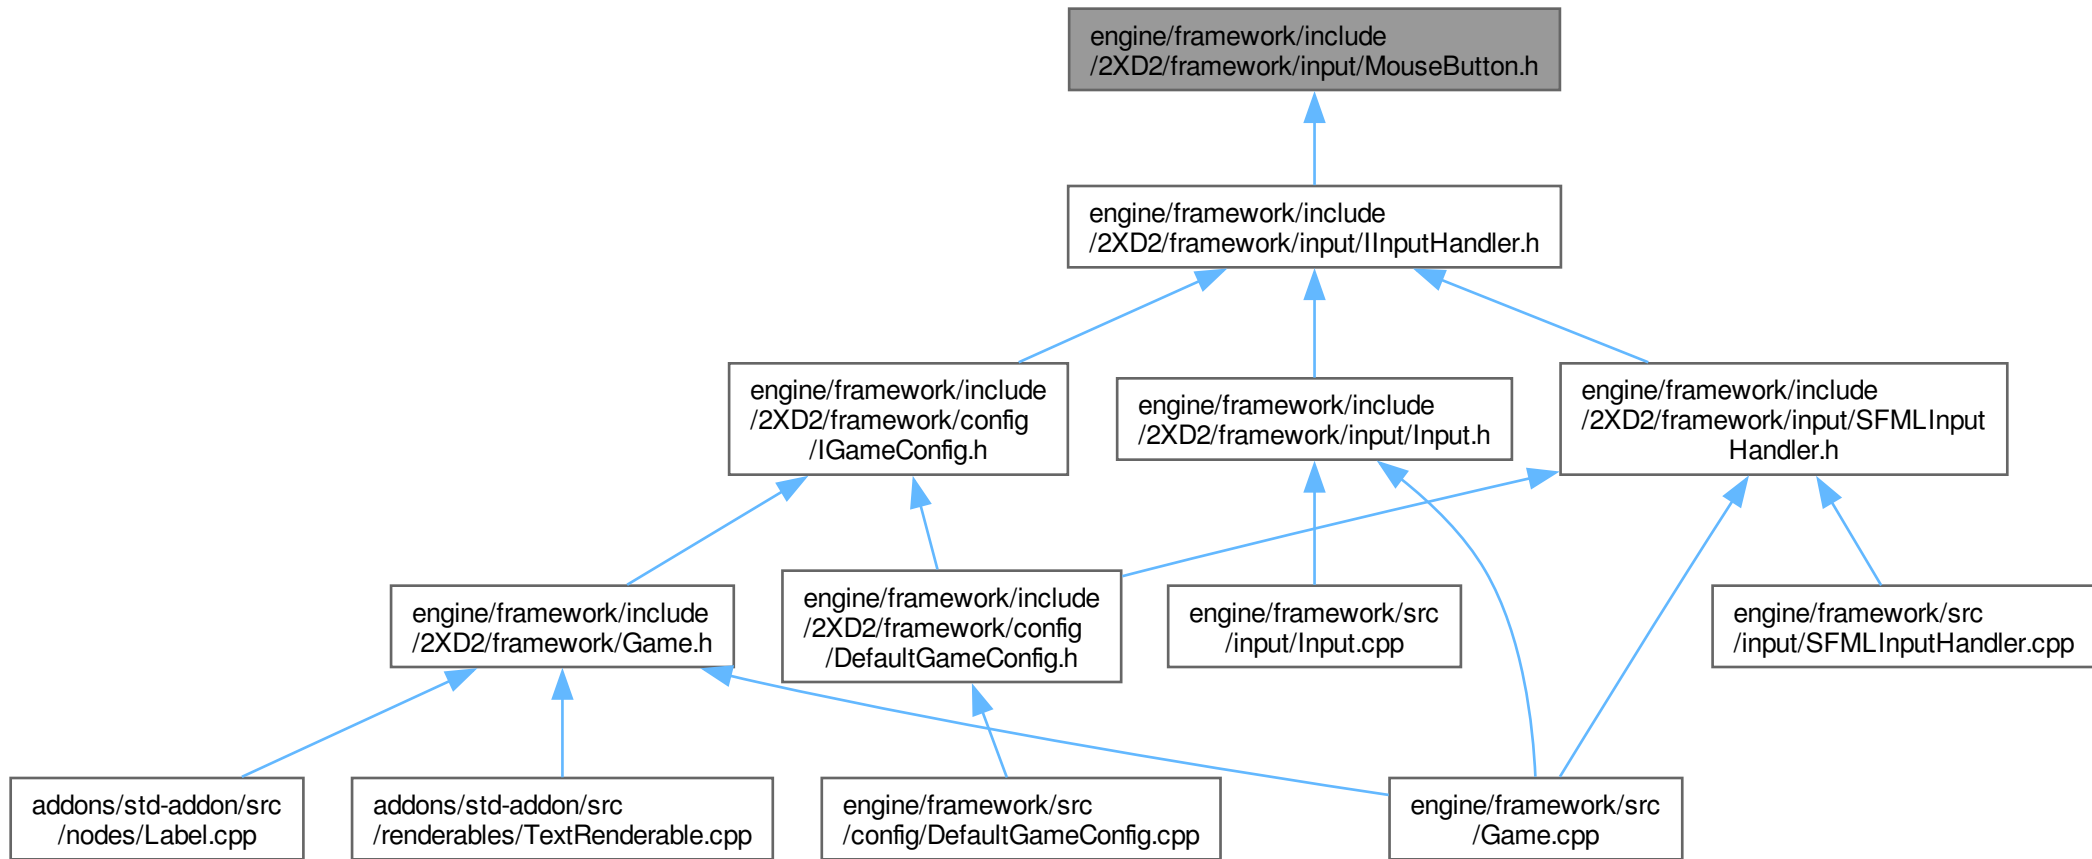 engine/framework/include
/2XD2/framework/input/MouseButton.h
engine/framework/include
/2XD2/framework/input/IInputHandler.h
engine/framework/include
/2XD2/framework/config
/IGameConfig.h
engine/framework/include
/2XD2/framework/input/Input.h
engine/framework/include
/2XD2/framework/input/SFMLInput
Handler.h
engine/framework/include
/2XD2/framework/Game.h
engine/framework/include
/2XD2/framework/config
/DefaultGameConfig.h
engine/framework/src
/input/Input.cpp
engine/framework/src
/input/SFMLInputHandler.cpp
addons/std-addon/src
/nodes/Label.cpp
addons/std-addon/src
/renderables/TextRenderable.cpp
engine/framework/src
/config/DefaultGameConfig.cpp
engine/framework/src
/Game.cpp